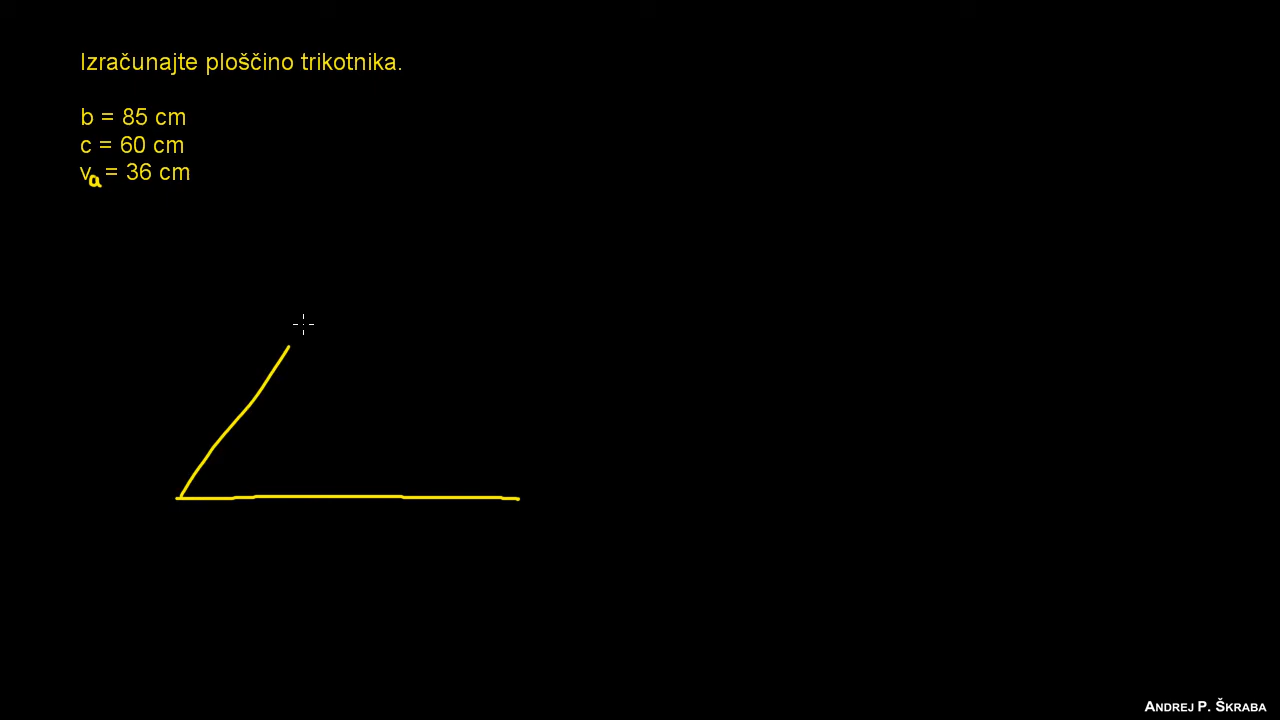 Izračunajte ploščino trikotnika.
b = 85 cm
c = 60 cm
va = 36 cm
ANDREJ P. ŠKRABA